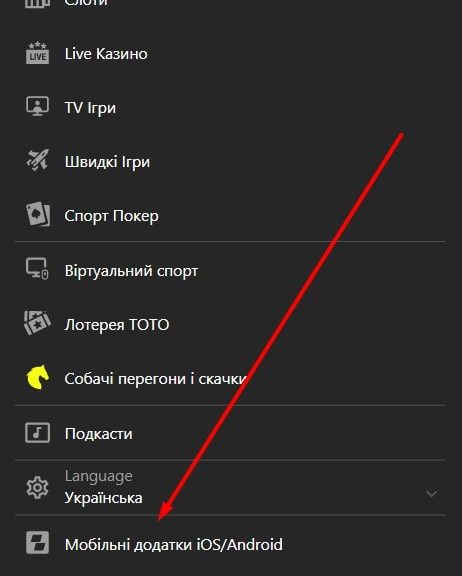 Слоти
LIVE
Live Казино
TV Ігри
Швидкі Ігри
Спорт Покер
Віртуальний спорт
Лотерея ТОТО
Собачі перегони і скачки
Подкасти
Language
Українська
Мобільні додатки iOS/Android